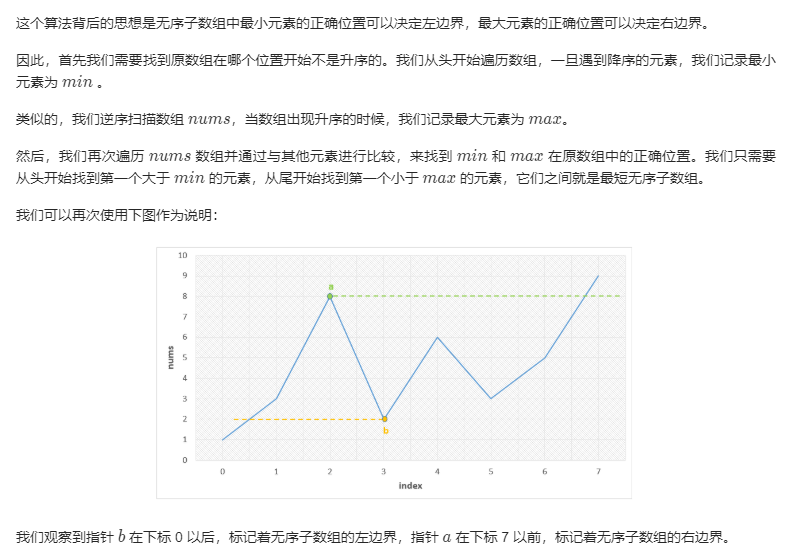 这个算法背后的思想是无序子数组中最小元素的正确位置可以决定左边界，最大元素的正确位置可以决定右边界。
因此，首先我们需要找到原数组在哪个位置开始不是升序的。我们从头开始遍历数组，一旦遇到降序的元素，我们记录最小
元素为 min 。
类似的，我们逆序扫描数组 nums，当数组出现升序的时候，我们记录最大元素为 max。
然后，我们再次遍历 nums 数组并通过与其他元素进行比较，来找到 min 和 max 在原数组中的正确位置。我们只需要
从头开始找到第一个大于 min 的元素，从尾开始找到第一个小于 max 的元素，它们之间就是最短无序子数组。
我们可以再次使用下图作为说明：
10
9
a
8
7
6
nums
5
4
3
2
b
1
0
0 1 2 3 4 5 6 7
index
我们观察到指针 b 在下标 0 以后，标记着无序子数组的左边界，指针 a 在下标 7 以前，标记着无序子数组的右边界。